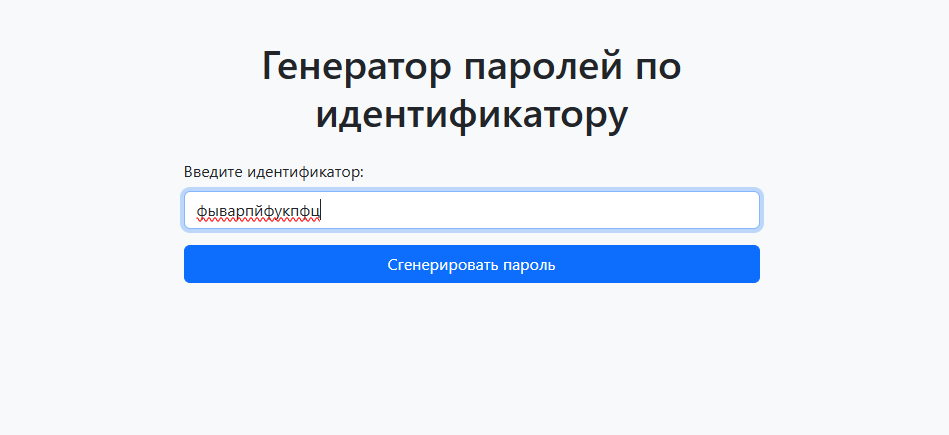 Генератор паролей по
идентификатору
Введите идентификатор:
фыварпйфукпфц
Сгенерировать пароль